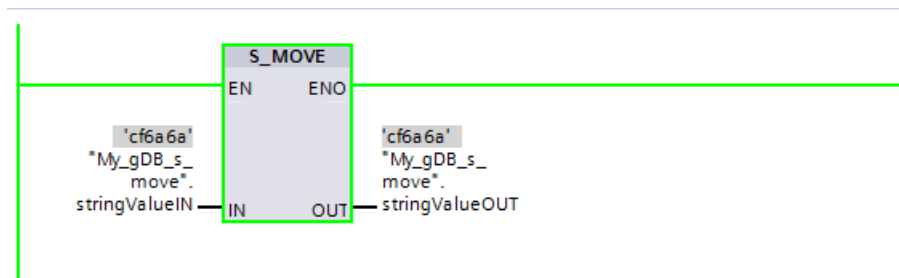 S_MOVE
EN ENO
'cf6a6a' 'cf6a6a'
"My_gDB_s_ "My_gDB_s_
move". move".
stringValueIN IN OUT stringValueOUT